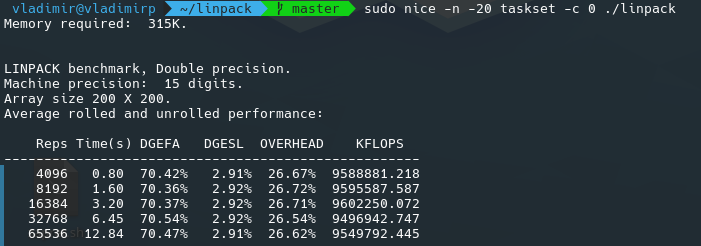 vladimir@vladimirp ~/linpack master sudo nice -n -20 taskset -c 0 ./linpack
Memory required:  315K.
LINPACK benchmark, Double precision.
Machine precision:  15 digits.
Array size 200 X 200.
Average rolled and unrolled performance:
    Reps Time(s) DGEFA   DGESL  OVERHEAD    KFLOPS
----------------------------------------------------
    4096   0.80  70.42%   2.91%  26.67%  9588881.218
    8192   1.60  70.36%   2.92%  26.72%  9595587.587
   16384   3.20  70.37%   2.92%  26.71%  9602250.072
   32768   6.45  70.54%   2.92%  26.54%  9496942.747
   65536  12.84  70.47%   2.91%  26.62%  9549792.445